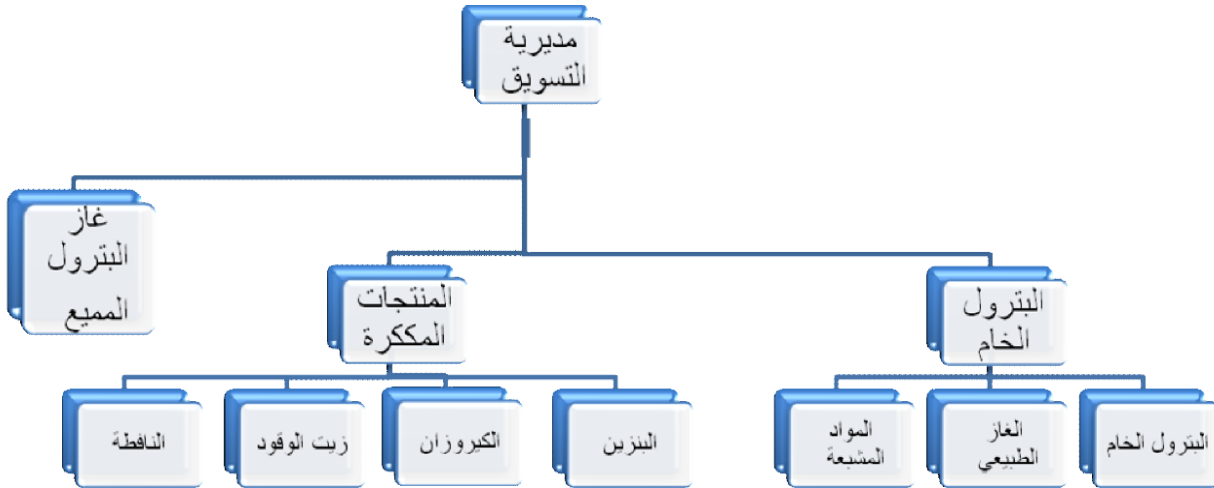 مديرية
التسويق
غاز
البترول
المميع
المنتجات
المككرة
البترول
الخام
النافطة
زيت الوقود
الكيروزان
البنزين
المواد
المشبعة
الغاز
الطبيعي
البترول الخام